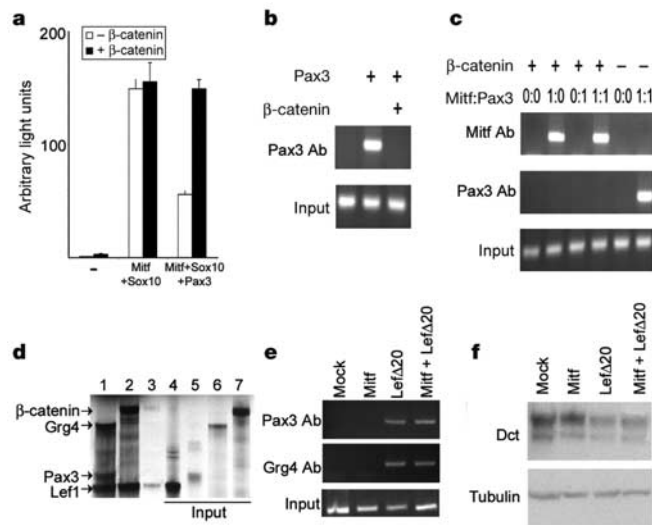 a
200
100
Arbitrary light units
– β-catenin
+ β-catenin
–
Mitf
+Sox10
Mitf+Sox10
+Pax3
b
Pax3 + +
β-catenin +
Pax3 Ab
Input
c
β-catenin + + + + – –
Mitf:Pax3 0:0 1:0 0:1 1:1 0:0 1:1
Mitf Ab
Pax3 Ab
Input
d
1 2 3 4 5 6 7
β-catenin
Grg4
Pax3
Lef1
Input
e
Mock
Mitf
LefΔ20
Mitf + LefΔ20
Pax3 Ab
Grg4 Ab
Input
f
Mock
Mitf
LefΔ20
Mitf + LefΔ20
Dct
Tubulin